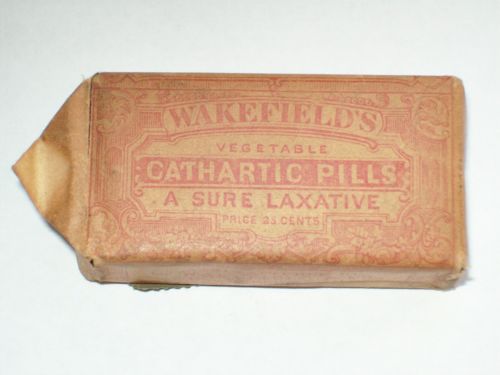 WAKEFIELD'S
VEGETABLE
CATHARTIC PILLS
A SURE LAXATIVE
PRICE 25 CENTS